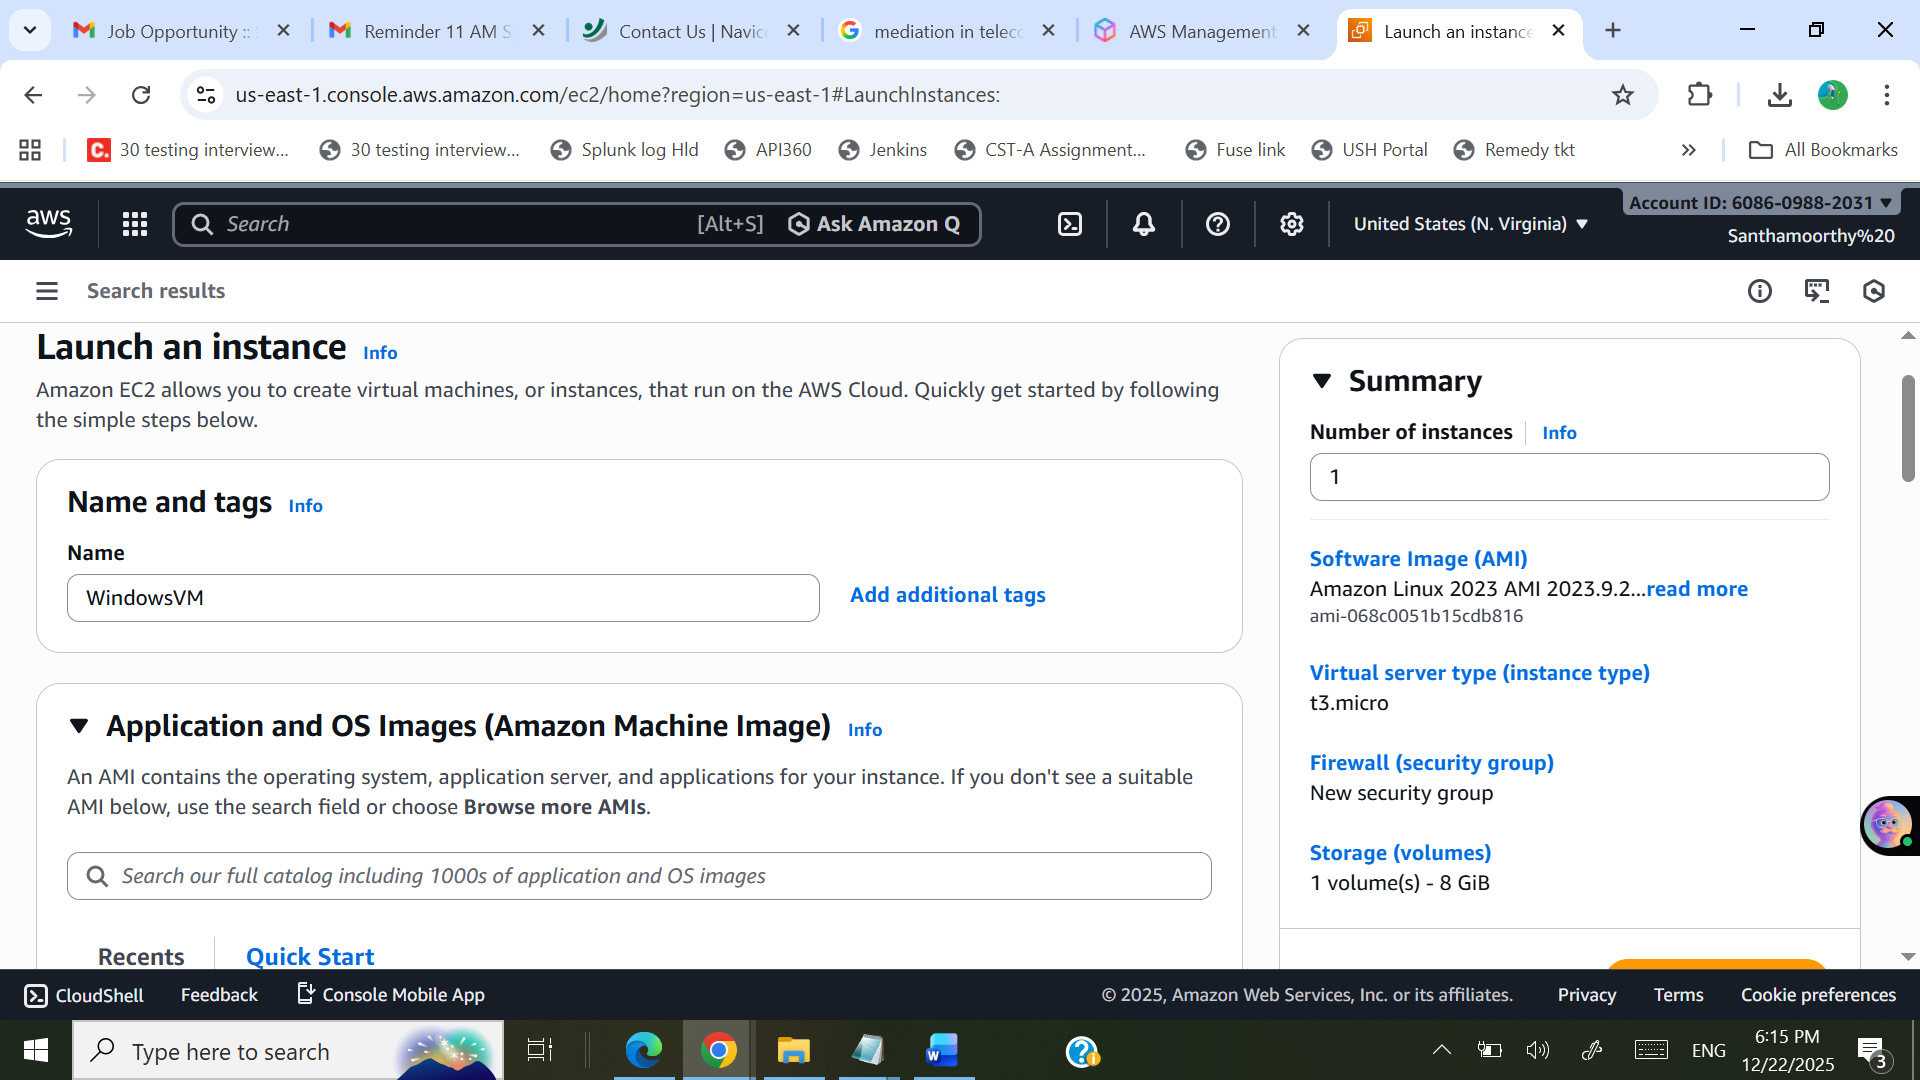 Job Opportunity ::
Reminder 11 AM S
Contact Us | Navic
mediation in telec
AWS Management
Launch an instance
us-east-1.console.aws.amazon.com/ec2/home?region=us-east-1#LaunchInstances:
30 testing interview...
30 testing interview...
Splunk log Hld
API360
Jenkins
CST-A Assignment...
Fuse link
USH Portal
Remedy tkt
All Bookmarks
aws
Search
[Alt+S]
Ask Amazon Q
United States (N. Virginia)
Account ID: 6086-0988-2031
Santhamoorthy%20
Search results
Launch an instance Info
Amazon EC2 allows you to create virtual machines, or instances, that run on the AWS Cloud. Quickly get started by following
the simple steps below.
Name and tags Info
Name
WindowsVM
Add additional tags
Application and OS Images (Amazon Machine Image) Info
An AMI contains the operating system, application server, and applications for your instance. If you don't see a suitable
AMI below, use the search field or choose Browse more AMIs.
Search our full catalog including 1000s of application and OS images
Recents
Quick Start
Summary
Number of instances Info
1
Software Image (AMI)
Amazon Linux 2023 AMI 2023.9.2...read more
ami-068c0051b15cdb816
Virtual server type (instance type)
t3.micro
Firewall (security group)
New security group
Storage (volumes)
1 volume(s) - 8 GiB
CloudShell
Feedback
Console Mobile App
© 2025, Amazon Web Services, Inc. or its affiliates.
Privacy
Terms
Cookie preferences
Type here to search
ENG
6:15 PM
12/22/2025
3